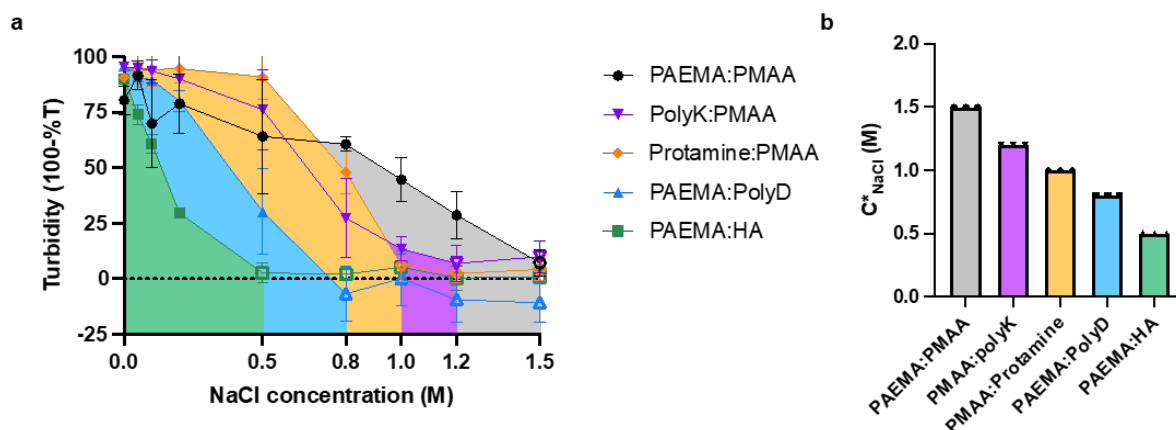 a
Turbidity (100-%T)
100
75
50
25
0
-25
0.0 0.5 0.8 1.0 1.2 1.5
NaCl concentration (M)
PAEMA:PMAA
PolyK:PMAA
Protamine:PMAA
PAEMA:PolyD
PAEMA:HA
b
C*NaCl (M)
2.0
1.5
1.0
0.5
0.0
PAEMA:PMAA
PMAA:polyK
PMAA:Protamine
PAEMA:PolyD
PAEMA:HA